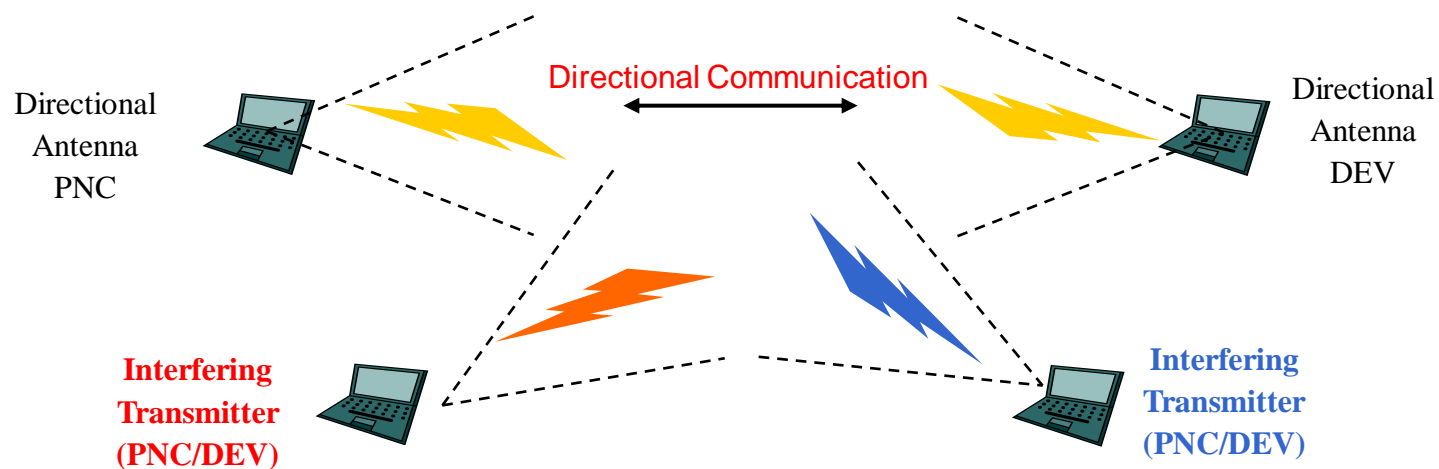 Directional Communication
Directional
Antenna
PNC
Directional
Antenna
DEV
Interfering
Transmitter
(PNC/DEV)
Interfering
Transmitter
(PNC/DEV)